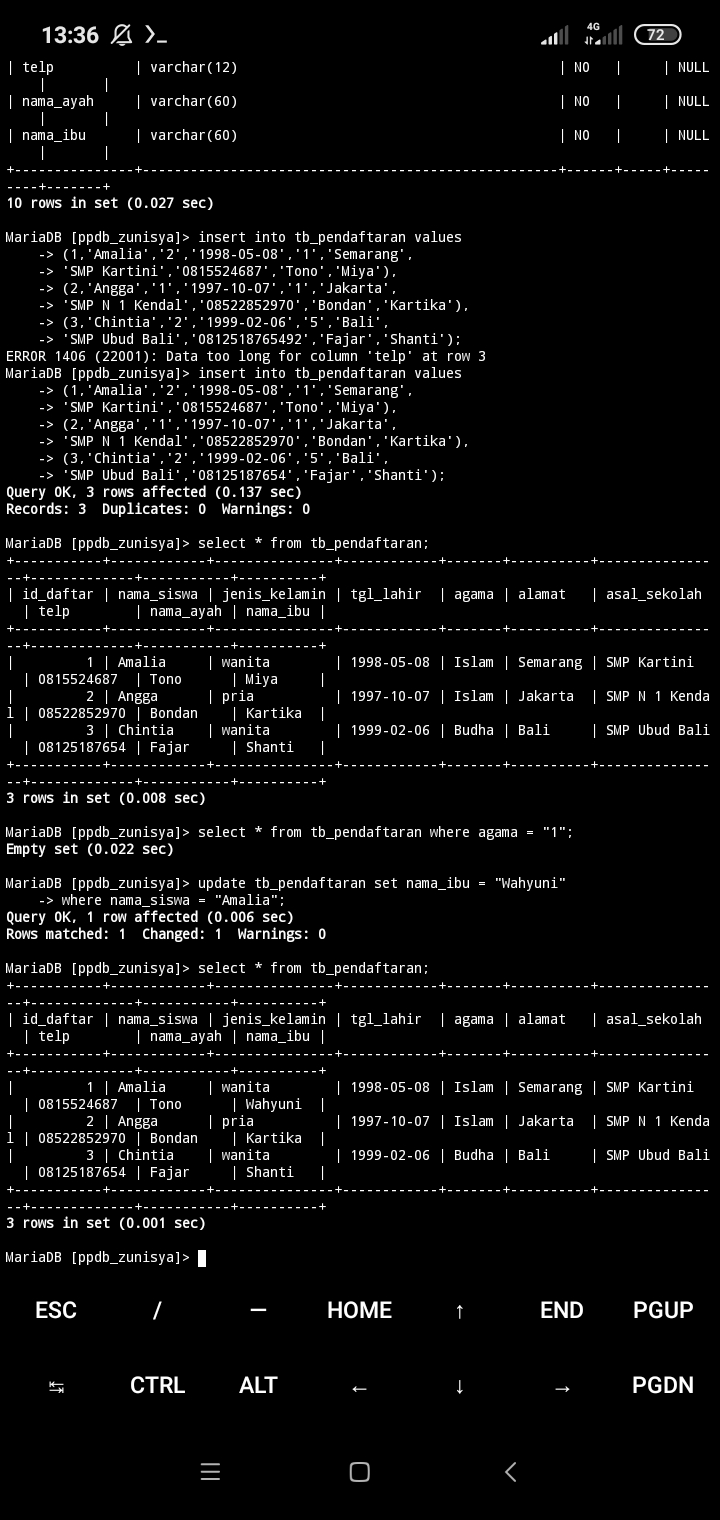 13:36 4G 72
| telp          | varchar(12)                                        | NO   |     | NULL
    |       |
| nama_ayah     | varchar(60)                                        | NO   |     | NULL
    |       |
| nama_ibu      | varchar(60)                                        | NO   |     | NULL
    |       |
+---------------+----------------------------------------------------+------+-----+-----
----+-------+
10 rows in set (0.027 sec)
MariaDB [ppdb_zunisya]> insert into tb_pendaftaran values
    -> (1,'Amalia','2','1998-05-08','1','Semarang',
    -> 'SMP Kartini','0815524687','Tono','Miya'),
    -> (2,'Angga','1','1997-10-07','1','Jakarta',
    -> 'SMP N 1 Kendal','08522852970','Bondan','Kartika'),
    -> (3,'Chintia','2','1999-02-06','5','Bali',
    -> 'SMP Ubud Bali','0812518765492','Fajar','Shanti');
ERROR 1406 (22001): Data too long for column 'telp' at row 3
MariaDB [ppdb_zunisya]> insert into tb_pendaftaran values
    -> (1,'Amalia','2','1998-05-08','1','Semarang',
    -> 'SMP Kartini','0815524687','Tono','Miya'),
    -> (2,'Angga','1','1997-10-07','1','Jakarta',
    -> 'SMP N 1 Kendal','08522852970','Bondan','Kartika'),
    -> (3,'Chintia','2','1999-02-06','5','Bali',
    -> 'SMP Ubud Bali','08125187654','Fajar','Shanti');
Query OK, 3 rows affected (0.137 sec)
Records: 3  Duplicates: 0  Warnings: 0
MariaDB [ppdb_zunisya]> select * from tb_pendaftaran;
+-----------+------------+---------------+------------+-------+----------+--------------
--+-------------+-----------+----------+
| id_daftar | nama_siswa | jenis_kelamin | tgl_lahir  | agama | alamat   | asal_sekolah
  | telp        | nama_ayah | nama_ibu |
+-----------+------------+---------------+------------+-------+----------+--------------
--+-------------+-----------+----------+
|         1 | Amalia     | wanita        | 1998-05-08 | Islam | Semarang | SMP Kartini
  | 0815524687  | Tono      | Miya     |
|         2 | Angga      | pria          | 1997-10-07 | Islam | Jakarta  | SMP N 1 Kenda
l | 08522852970 | Bondan    | Kartika  |
|         3 | Chintia    | wanita        | 1999-02-06 | Budha | Bali     | SMP Ubud Bali
  | 08125187654 | Fajar     | Shanti   |
+-----------+------------+---------------+------------+-------+----------+--------------
--+-------------+-----------+----------+
3 rows in set (0.008 sec)
MariaDB [ppdb_zunisya]> select * from tb_pendaftaran where agama = "1";
Empty set (0.022 sec)
MariaDB [ppdb_zunisya]> update tb_pendaftaran set nama_ibu = "Wahyuni"
    -> where nama_siswa = "Amalia";
Query OK, 1 row affected (0.006 sec)
Rows matched: 1  Changed: 1  Warnings: 0
MariaDB [ppdb_zunisya]> select * from tb_pendaftaran;
+-----------+------------+---------------+------------+-------+----------+--------------
--+-------------+-----------+----------+
| id_daftar | nama_siswa | jenis_kelamin | tgl_lahir  | agama | alamat   | asal_sekolah
  | telp        | nama_ayah | nama_ibu |
+-----------+------------+---------------+------------+-------+----------+--------------
--+-------------+-----------+----------+
|         1 | Amalia     | wanita        | 1998-05-08 | Islam | Semarang | SMP Kartini
  | 0815524687  | Tono      | Wahyuni  |
|         2 | Angga      | pria          | 1997-10-07 | Islam | Jakarta  | SMP N 1 Kenda
l | 08522852970 | Bondan    | Kartika  |
|         3 | Chintia    | wanita        | 1999-02-06 | Budha | Bali     | SMP Ubud Bali
  | 08125187654 | Fajar     | Shanti   |
+-----------+------------+---------------+------------+-------+----------+--------------
--+-------------+-----------+----------+
3 rows in set (0.001 sec)
MariaDB [ppdb_zunisya]>
ESC / — HOME ↑ END PGUP
↹ CTRL ALT ← ↓ → PGDN